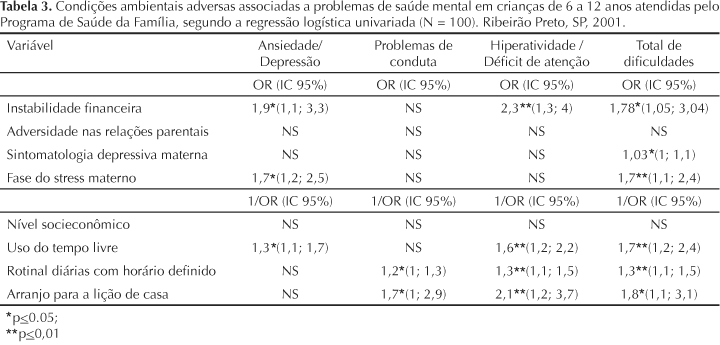 Tabela 3. Condições ambientais adversas associadas a problemas de saúde mental em crianças de 6 a 12 anos atendidas pelo
Programa de Saúde da Família, segundo a regressão logística univariada (N = 100). Ribeirão Preto, SP, 2001.
Variável Ansiedade/ Problemas de Hiperatividade / Total de
Depressão conduta Déficit de atenção dificuldades
OR (IC 95%) OR (IC 95%) OR (IC 95%) OR (IC 95%)
Instabilidade financeira 1,9*(1,1; 3,3) NS 2,3**(1,3; 4) 1,78*(1,05; 3,04)
Adversidade nas relações parentais NS NS NS NS
Sintomatologia depressiva materna NS NS NS 1,03*(1; 1,1)
Fase do stress materno 1,7*(1,2; 2,5) NS NS 1,7**(1,1; 2,4)
1/OR (IC 95%) 1/OR (IC 95%) 1/OR (IC 95%) 1/OR (IC 95%)
Nível socieconômico NS NS NS NS
Uso do tempo livre 1,3*(1,1; 1,7) NS 1,6**(1,2; 2,2) 1,7**(1,2; 2,4)
Rotinal diárias com horário definido NS 1,2*(1; 1,3) 1,3**(1,1; 1,5) 1,3**(1,1; 1,5)
Arranjo para a lição de casa NS 1,7*(1; 2,9) 2,1**(1,2; 3,7) 1,8*(1,1; 3,1)
*p≤0.05;
**p≤0,01